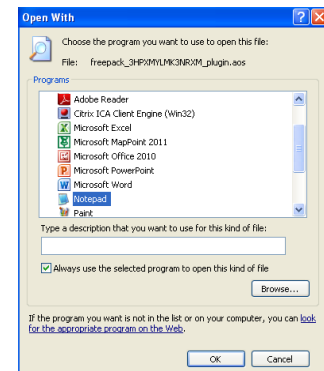 Open With
Choose the program you want to use to open this file:
File: freepack_3HPXMYLMK3NRXM_plugin.aos
Programs
Adobe Reader
Citrix ICA Client Engine (Win32)
Microsoft Excel
Microsoft MapPoint 2011
Microsoft Office 2010
Microsoft PowerPoint
Microsoft Word
Notepad
Paint
Type a description that you want to use for this kind of file:
Always use the selected program to open this kind of file
Browse...
If the program you want is not in the list or on your computer, you can look
for the appropriate program on the Web.
OK
Cancel